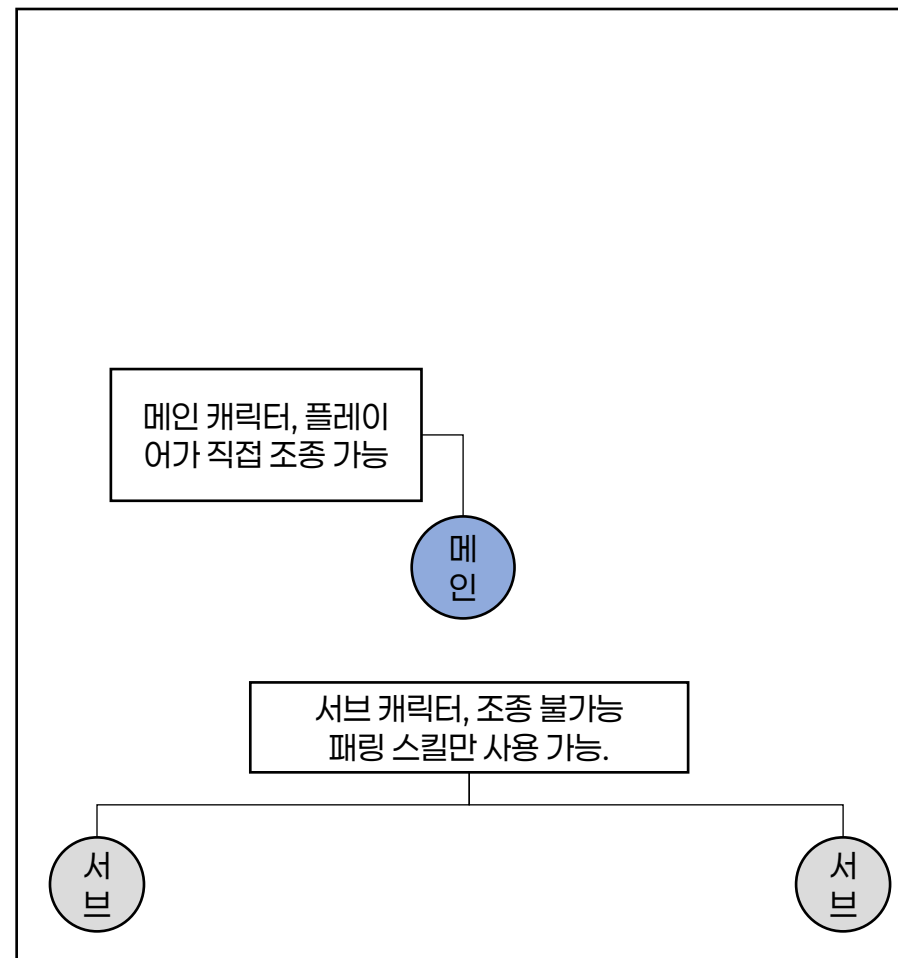 메인 캐릭터, 플레이
어가 직접 조종 가능
메
인
서브 캐릭터, 조종 불가능
패링 스킬만 사용 가능.
서
브
서
브